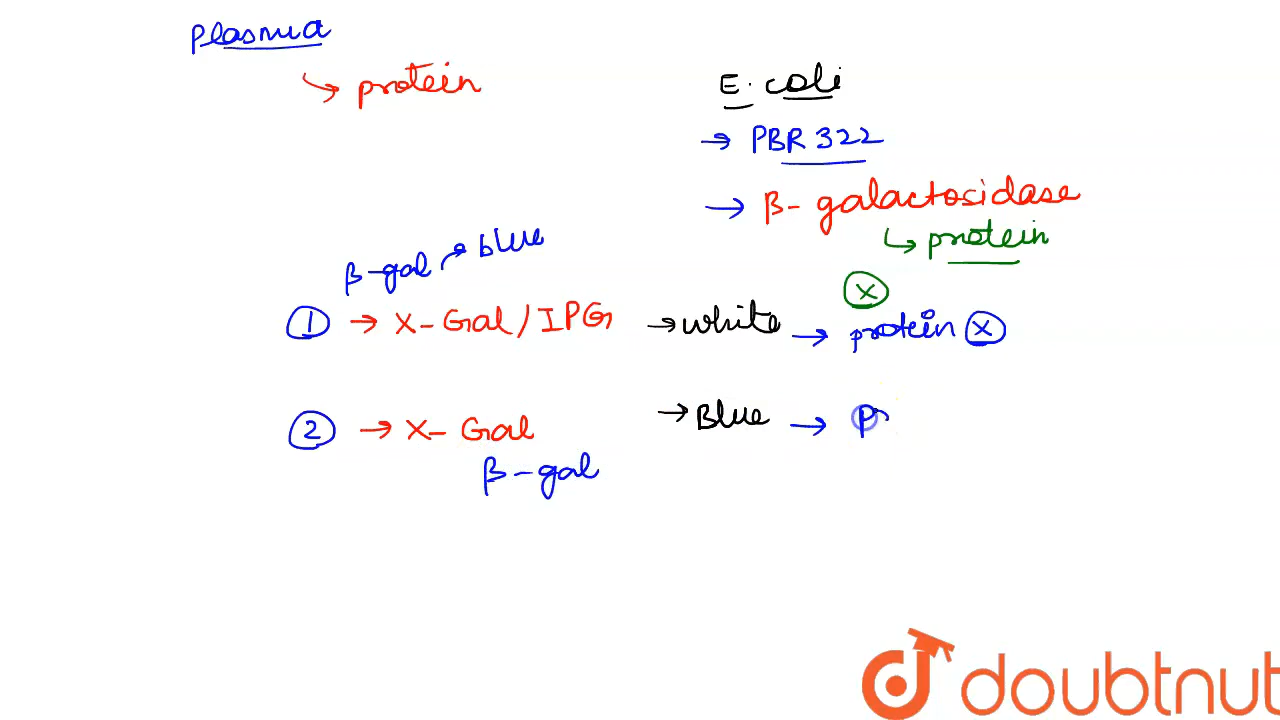 Plasmid
↳ protein
E. coli
→ PBR 322
→ β- galactosidase
↳ protein
β-gal → blue
① → X-Gal/IPG → white → protein ⓧ
ⓧ
② → X- Gal → Blue → Pr
β-gal
doubtnut